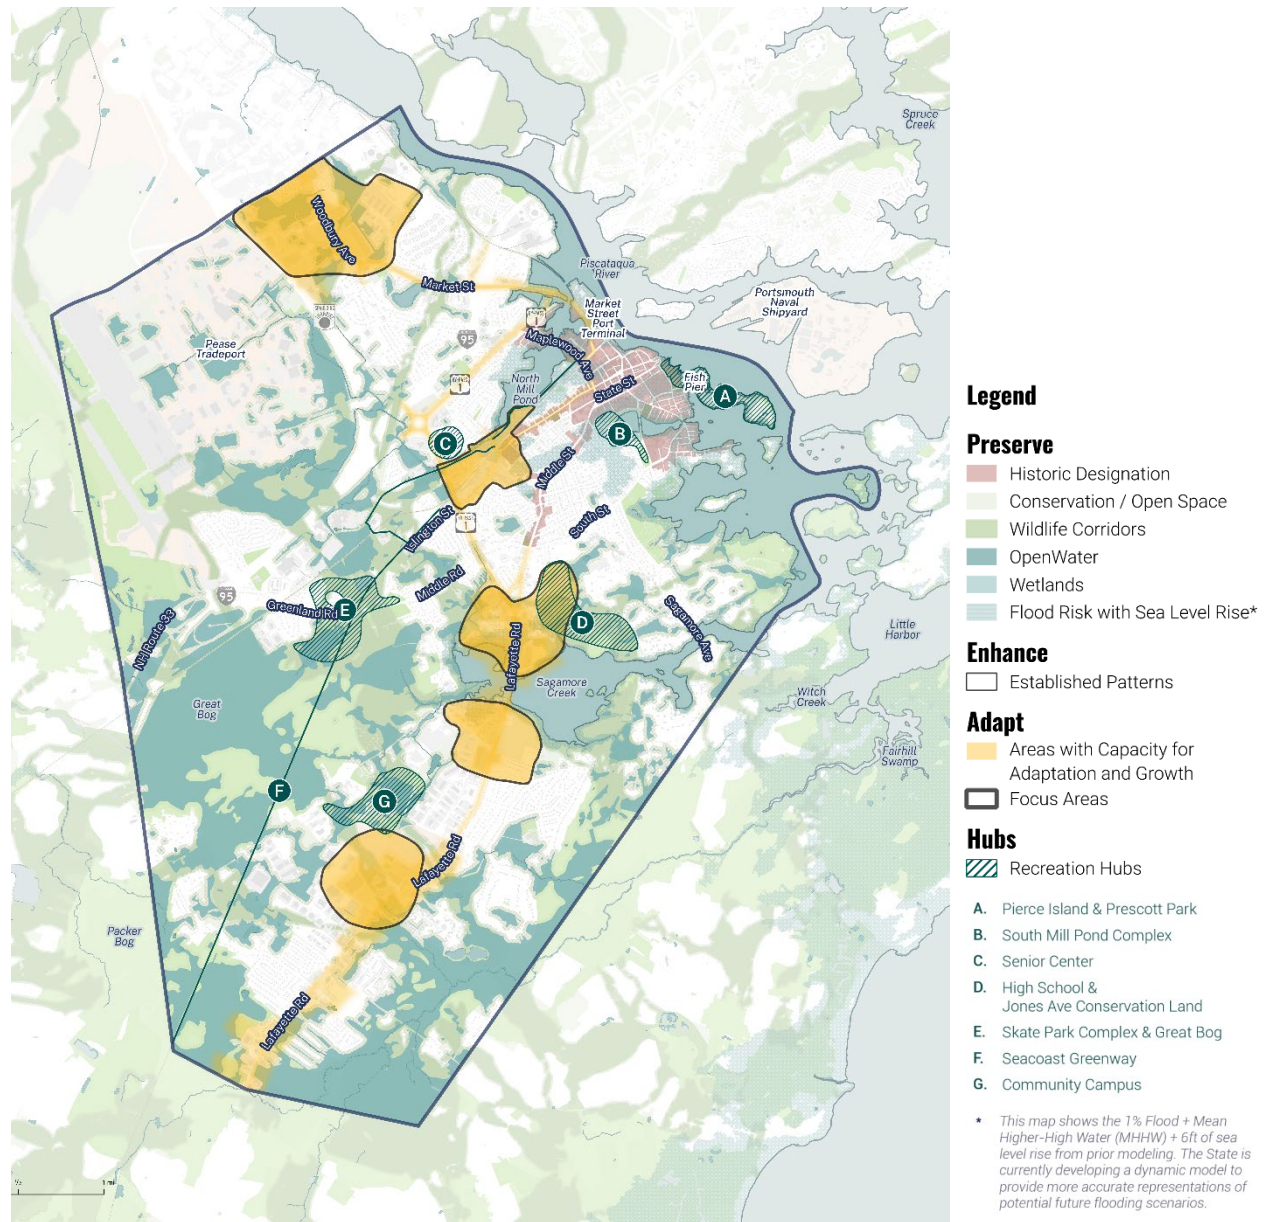 Spruce
Creek
Woodbury Ave
Piscataqua
River
Market St
Portsmouth
Naval
Shipyard
Market
Street
Port
Terminal
1
95
Maplewood Ave
Pease
Tradeport
North
Mill
Pond
State St
Fish
Pier
1
A
B
C
Middle St
Islington St
1
South St
Middle Rd
95
Greenland Rd
E
D
Sagamore Ave
NH Route 33
Lafayette Rd
Little
Harbor
Sagamore
Creek
Witch
Creek
Great
Bog
Fairhill
Swamp
F
G
Lafayette Rd
Packer
Bog
Lafayette Rd
1 mi
Legend
Preserve
Historic Designation
Conservation / Open Space
Wildlife Corridors
OpenWater
Wetlands
Flood Risk with Sea Level Rise*
Enhance
Established Patterns
Adapt
Areas with Capacity for
Adaptation and Growth
Focus Areas
Hubs
Recreation Hubs
A. Pierce Island & Prescott Park
B. South Mill Pond Complex
C. Senior Center
D. High School &
Jones Ave Conservation Land
E. Skate Park Complex & Great Bog
F. Seacoast Greenway
G. Community Campus
* This map shows the 1% Flood + Mean
Higher-High Water (MHHW) + 6ft of sea
level rise from prior modeling. The State is
currently developing a dynamic model to
provide more accurate representations of
potential future flooding scenarios.